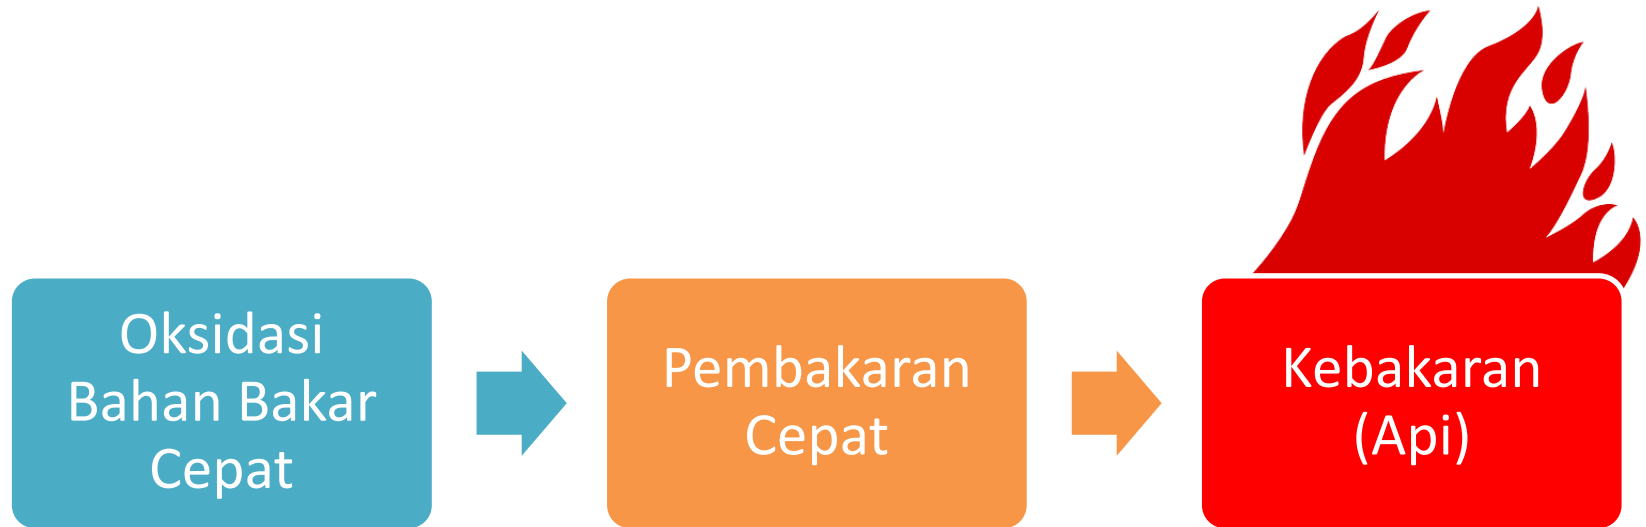 Oksidasi
Bahan Bakar
Cepat
Pembakaran
Cepat
Kebakaran
(Api)